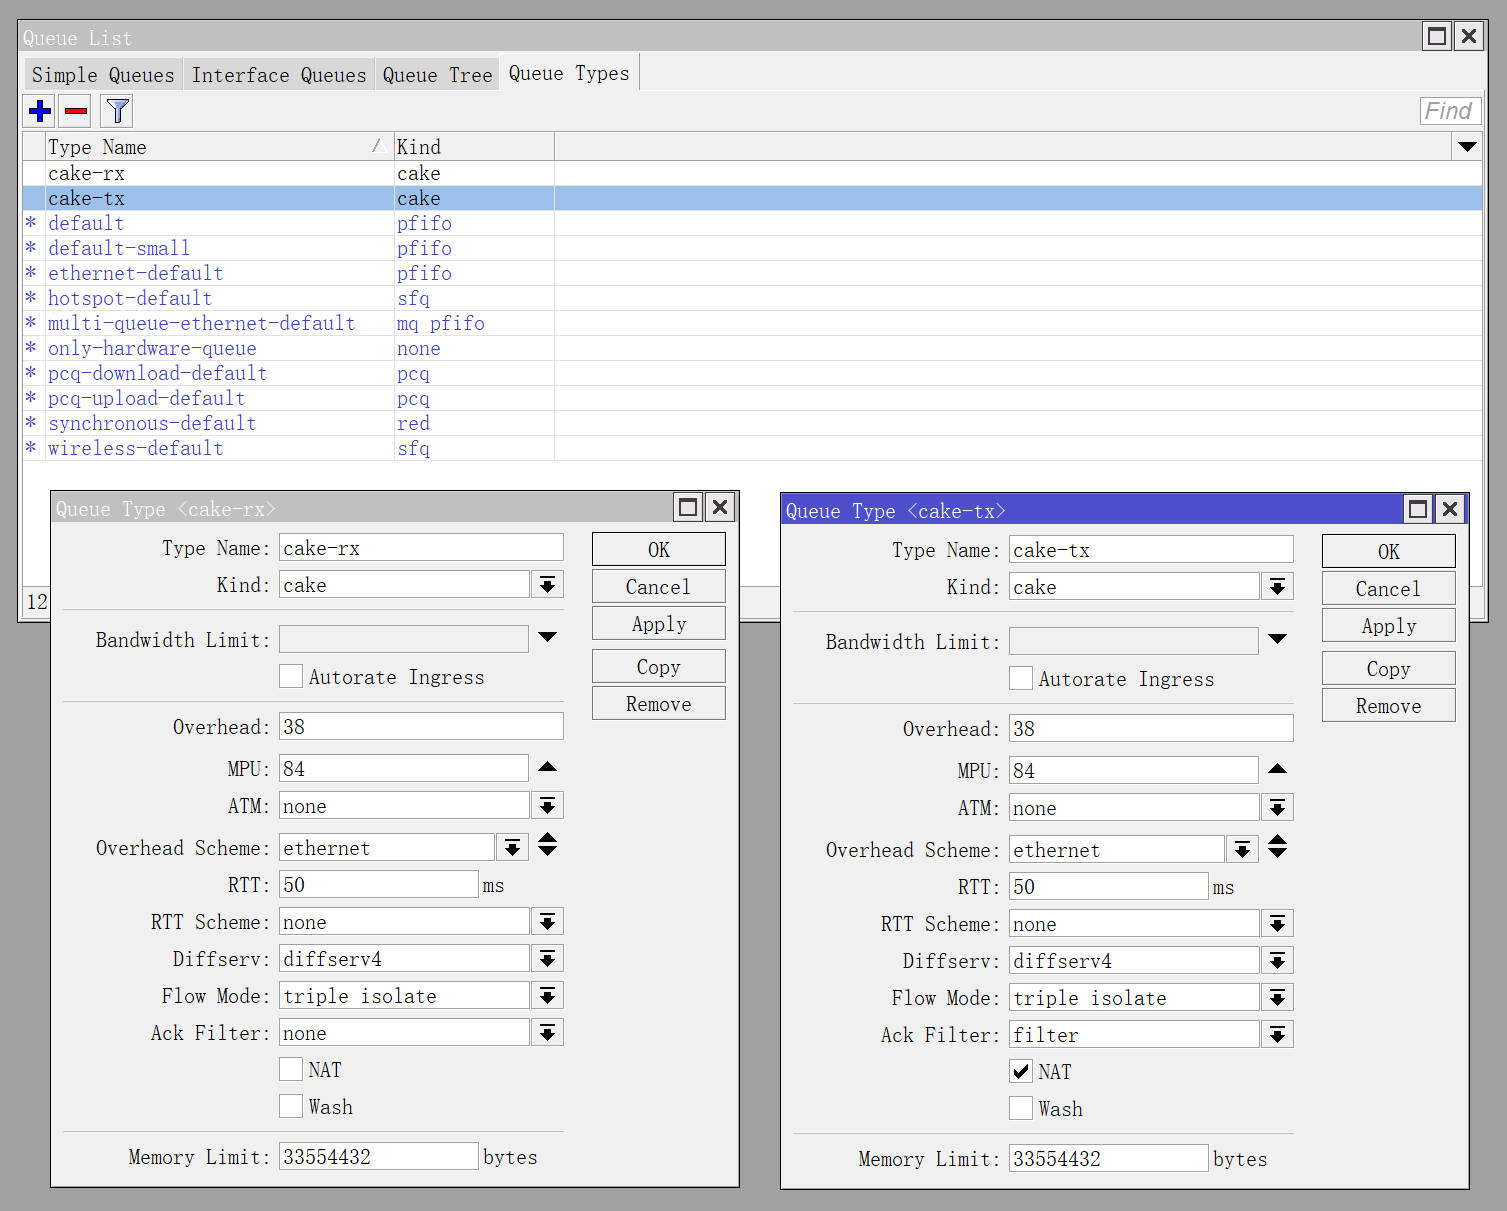 Queue List
Simple Queues Interface Queues Queue Tree Queue Types
Find
Type Name Kind
cake-rx cake
cake-tx cake
* default pfifo
* default-small pfifo
* ethernet-default pfifo
* hotspot-default sfq
* multi-queue-ethernet-default mq pfifo
* only-hardware-queue none
* pcq-download-default pcq
* pcq-upload-default pcq
* synchronous-default red
* wireless-default sfq
12
Queue Type <cake-rx>
Type Name: cake-rx OK
Kind: cake Cancel
Apply
Bandwidth Limit:
Autorate Ingress Copy
Remove
Overhead: 38
MPU: 84
ATM: none
Overhead Scheme: ethernet
RTT: 50 ms
RTT Scheme: none
Diffserv: diffserv4
Flow Mode: triple isolate
Ack Filter: none
NAT
Wash
Memory Limit: 33554432 bytes
Queue Type <cake-tx>
Type Name: cake-tx OK
Kind: cake Cancel
Apply
Bandwidth Limit:
Autorate Ingress Copy
Remove
Overhead: 38
MPU: 84
ATM: none
Overhead Scheme: ethernet
RTT: 50 ms
RTT Scheme: none
Diffserv: diffserv4
Flow Mode: triple isolate
Ack Filter: filter
NAT
Wash
Memory Limit: 33554432 bytes